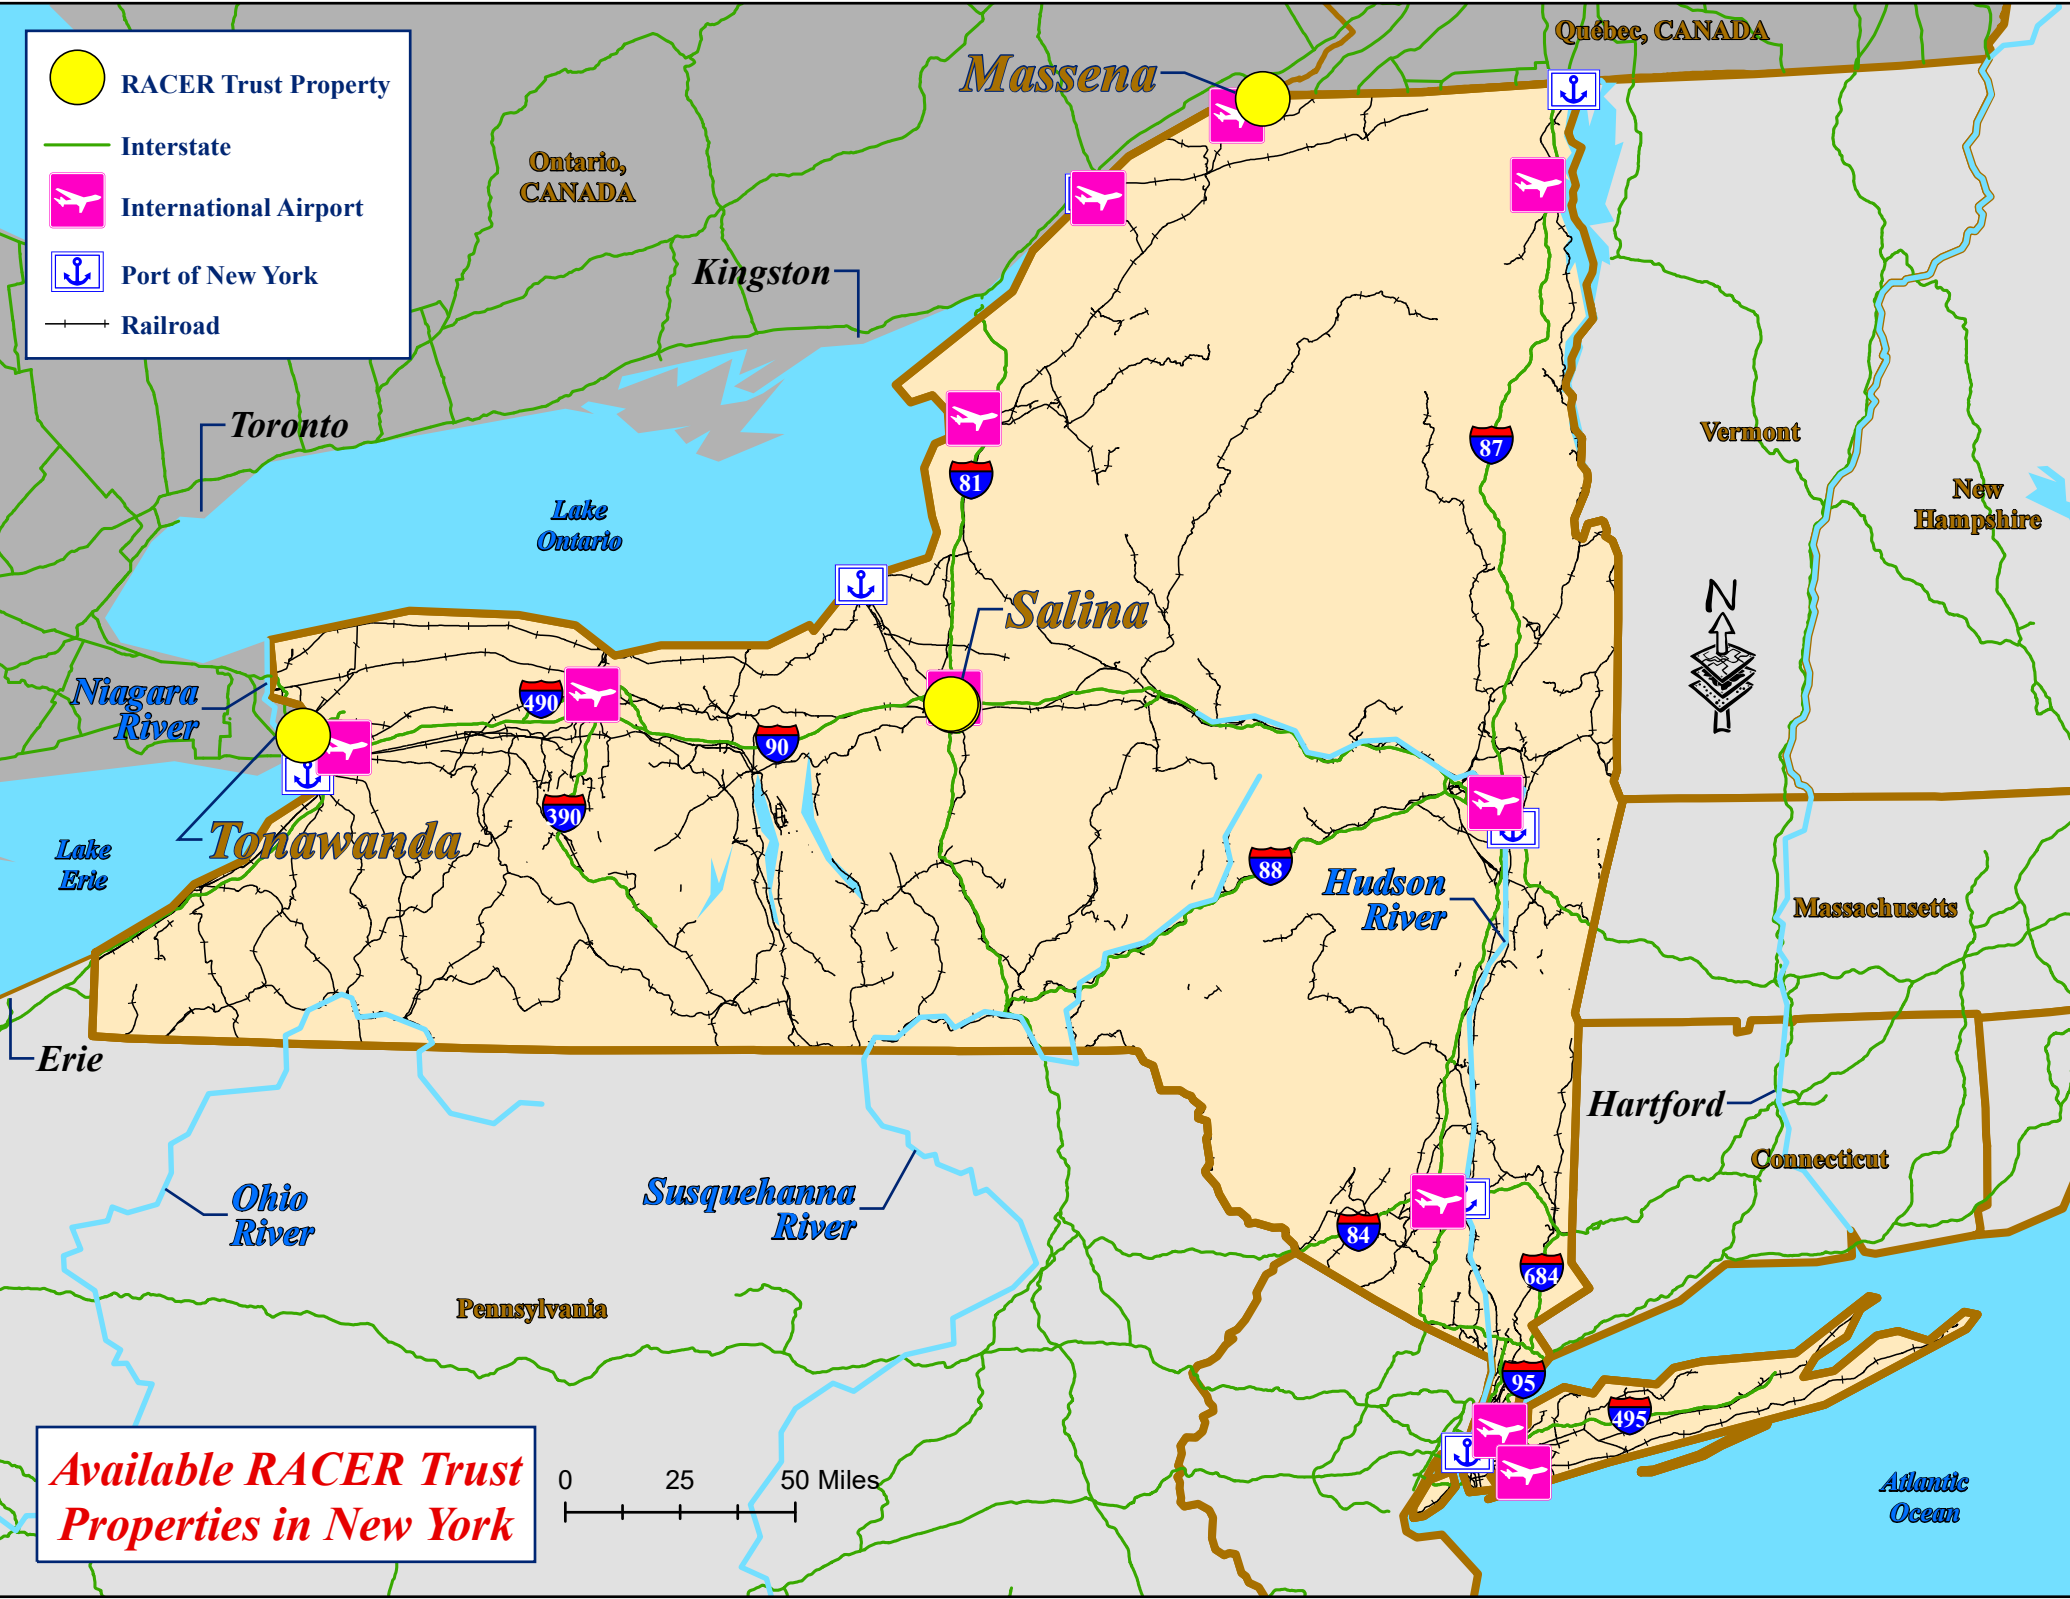 RACER Trust Property
Interstate
International Airport
Port of New York
Railroad
Québec, CANADA
Massena
Ontario,
CANADA
Kingston
Toronto
Lake
Ontario
81
87
Vermont
New
Hampshire
N
Salina
Niagara
River
490
90
390
Tonawanda
Lake
Erie
88
Hudson
River
Massachusetts
Erie
Hartford
Connecticut
Ohio
River
Susquehanna
River
84
684
Pennsylvania
95
495
Available RACER Trust
Properties in New York
0 25 50 Miles
Atlantic
Ocean